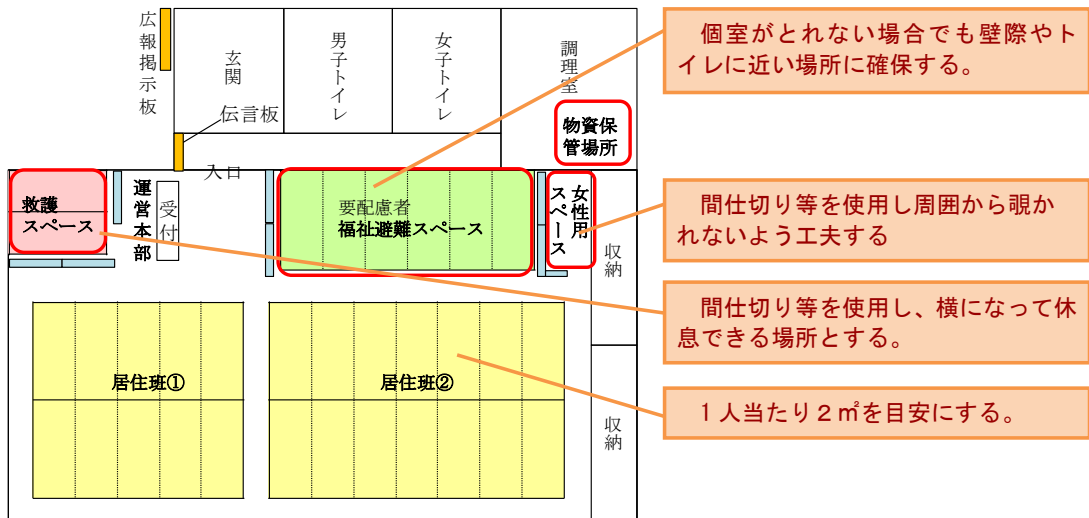 広報掲示板
玄関
男子トイレ
女子トイレ
調理室
伝言板
物資保
管場所
入口
救護
スペース
運営本部
受付
要配慮者
福祉避難スペース
女性用
スペース
収納
居住班①
居住班②
収納
個室がとれない場合でも壁際やト
イレに近い場所に確保する。
間仕切り等を使用し周囲から覗か
れないよう工夫する
間仕切り等を使用し、横になって休
息できる場所とする。
1人当たり2㎡を目安にする。